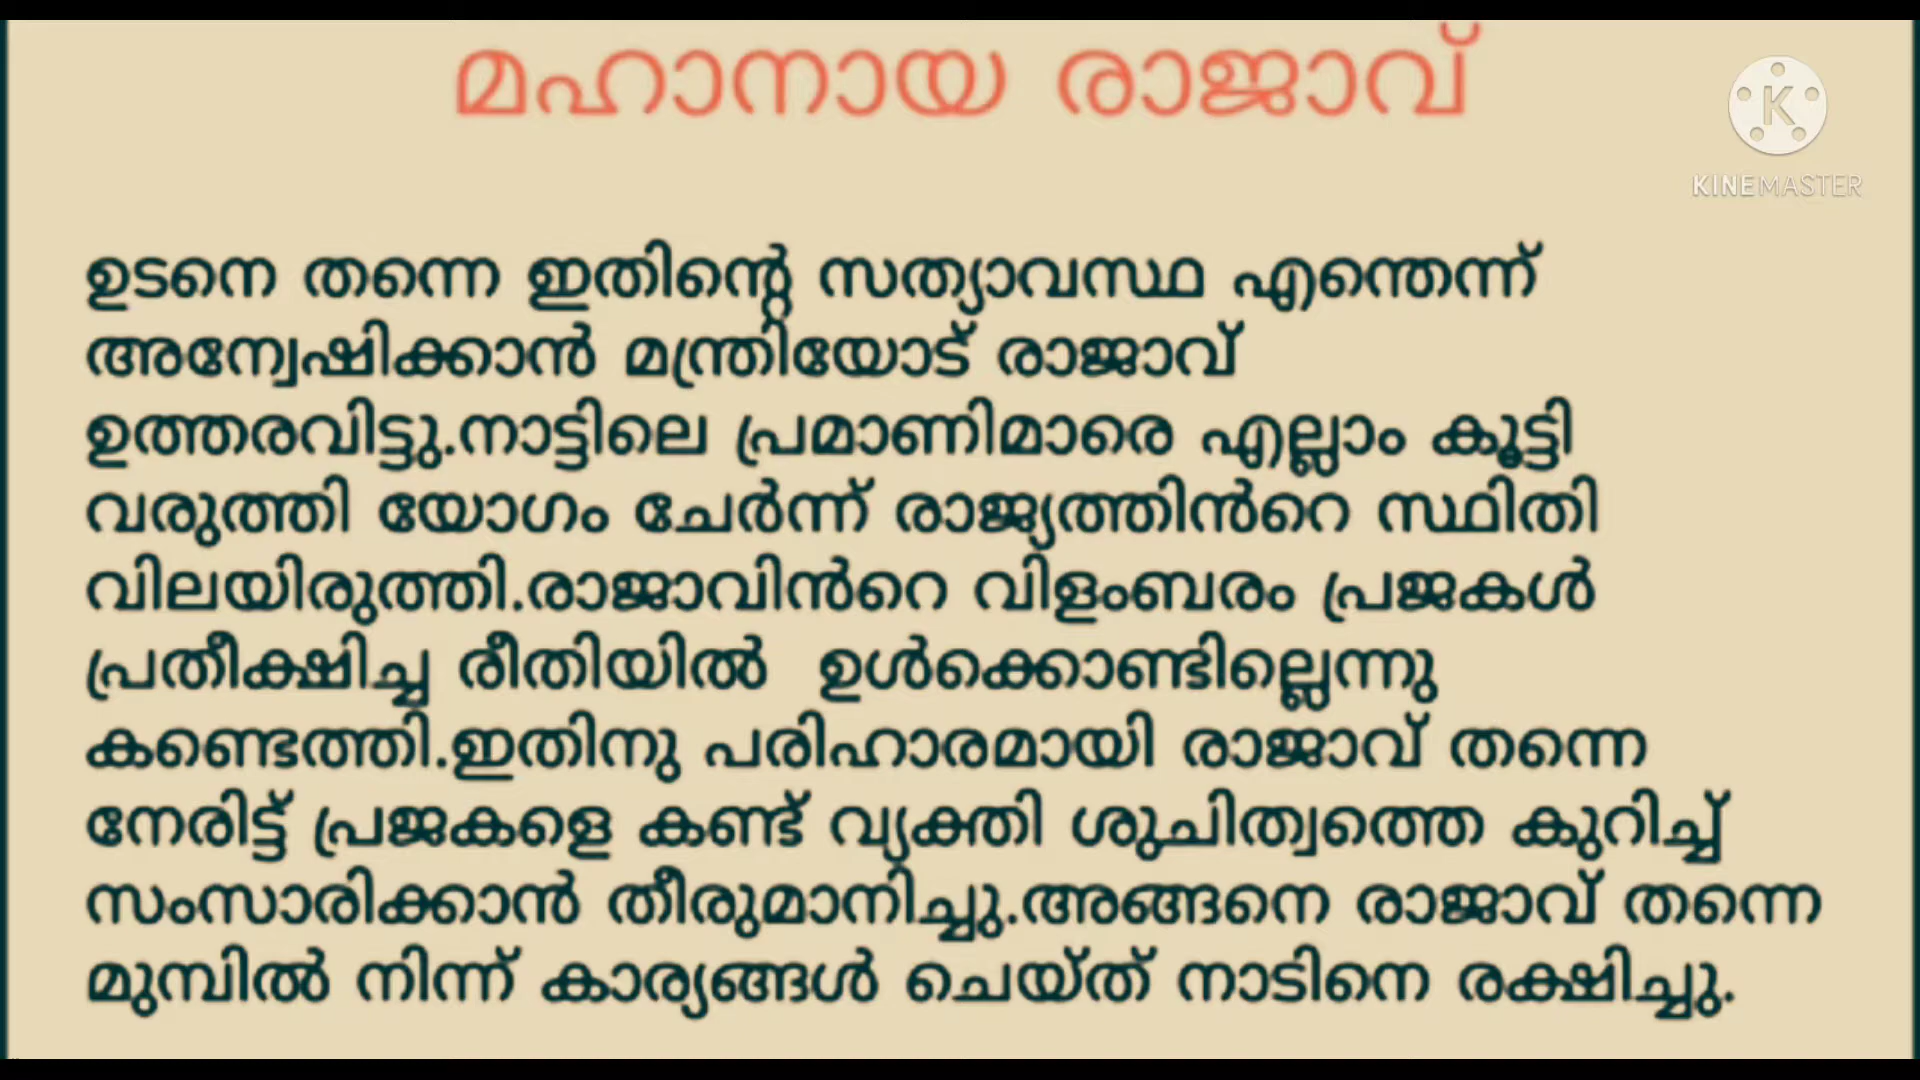 മഹാനായ രാജാവ്
KINEMASTER
ഉടനെ തന്നെ ഇതിന്റെ സത്യാവസ്ഥ എന്തെന്ന്
അന്വേഷിക്കാൻ മന്ത്രിയോട് രാജാവ്
ഉത്തരവിട്ടു.നാട്ടിലെ പ്രമാണിമാരെ എല്ലാം കൂട്ടി
വരുത്തി യോഗം ചേർന്ന് രാജ്യത്തിൻറെ സ്ഥിതി
വിലയിരുത്തി.രാജാവിൻറെ വിളംബരം പ്രജകൾ
പ്രതീക്ഷിച്ച രീതിയിൽ ഉൾക്കൊണ്ടില്ലെന്നു
കണ്ടെത്തി.ഇതിനു പരിഹാരമായി രാജാവ് തന്നെ
നേരിട്ട് പ്രജകളെ കണ്ട് വ്യക്തി ശുചിത്വത്തെ കുറിച്ച്
സംസാരിക്കാൻ തീരുമാനിച്ചു.അങ്ങനെ രാജാവ് തന്നെ
മുമ്പിൽ നിന്ന് കാര്യങ്ങൾ ചെയ്ത് നാടിനെ രക്ഷിച്ചു.